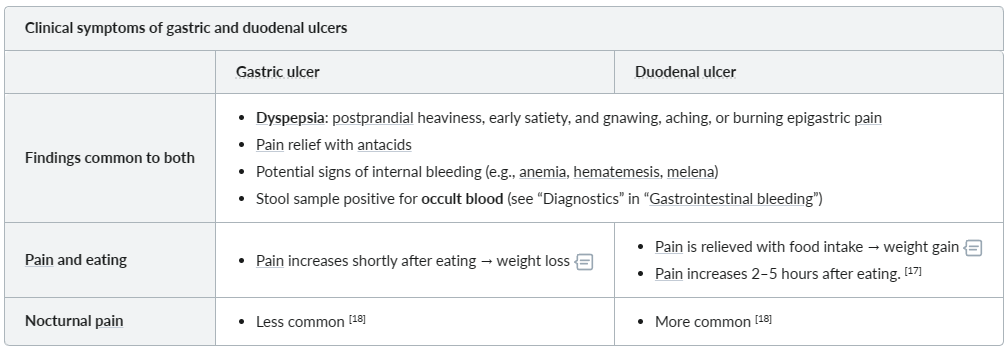 Clinical symptoms of gastric and duodenal ulcers
Gastric ulcer
Duodenal ulcer
Findings common to both
• Dyspepsia: postprandial heaviness, early satiety, and gnawing, aching, or burning epigastric pain
• Pain relief with antacids
• Potential signs of internal bleeding (e.g., anemia, hematemesis, melena)
• Stool sample positive for occult blood (see “Diagnostics” in “Gastrointestinal bleeding”)
Pain and eating
• Pain increases shortly after eating → weight loss
• Pain is relieved with food intake → weight gain
• Pain increases 2–5 hours after eating. [17]
Nocturnal pain
• Less common [18]
• More common [18]